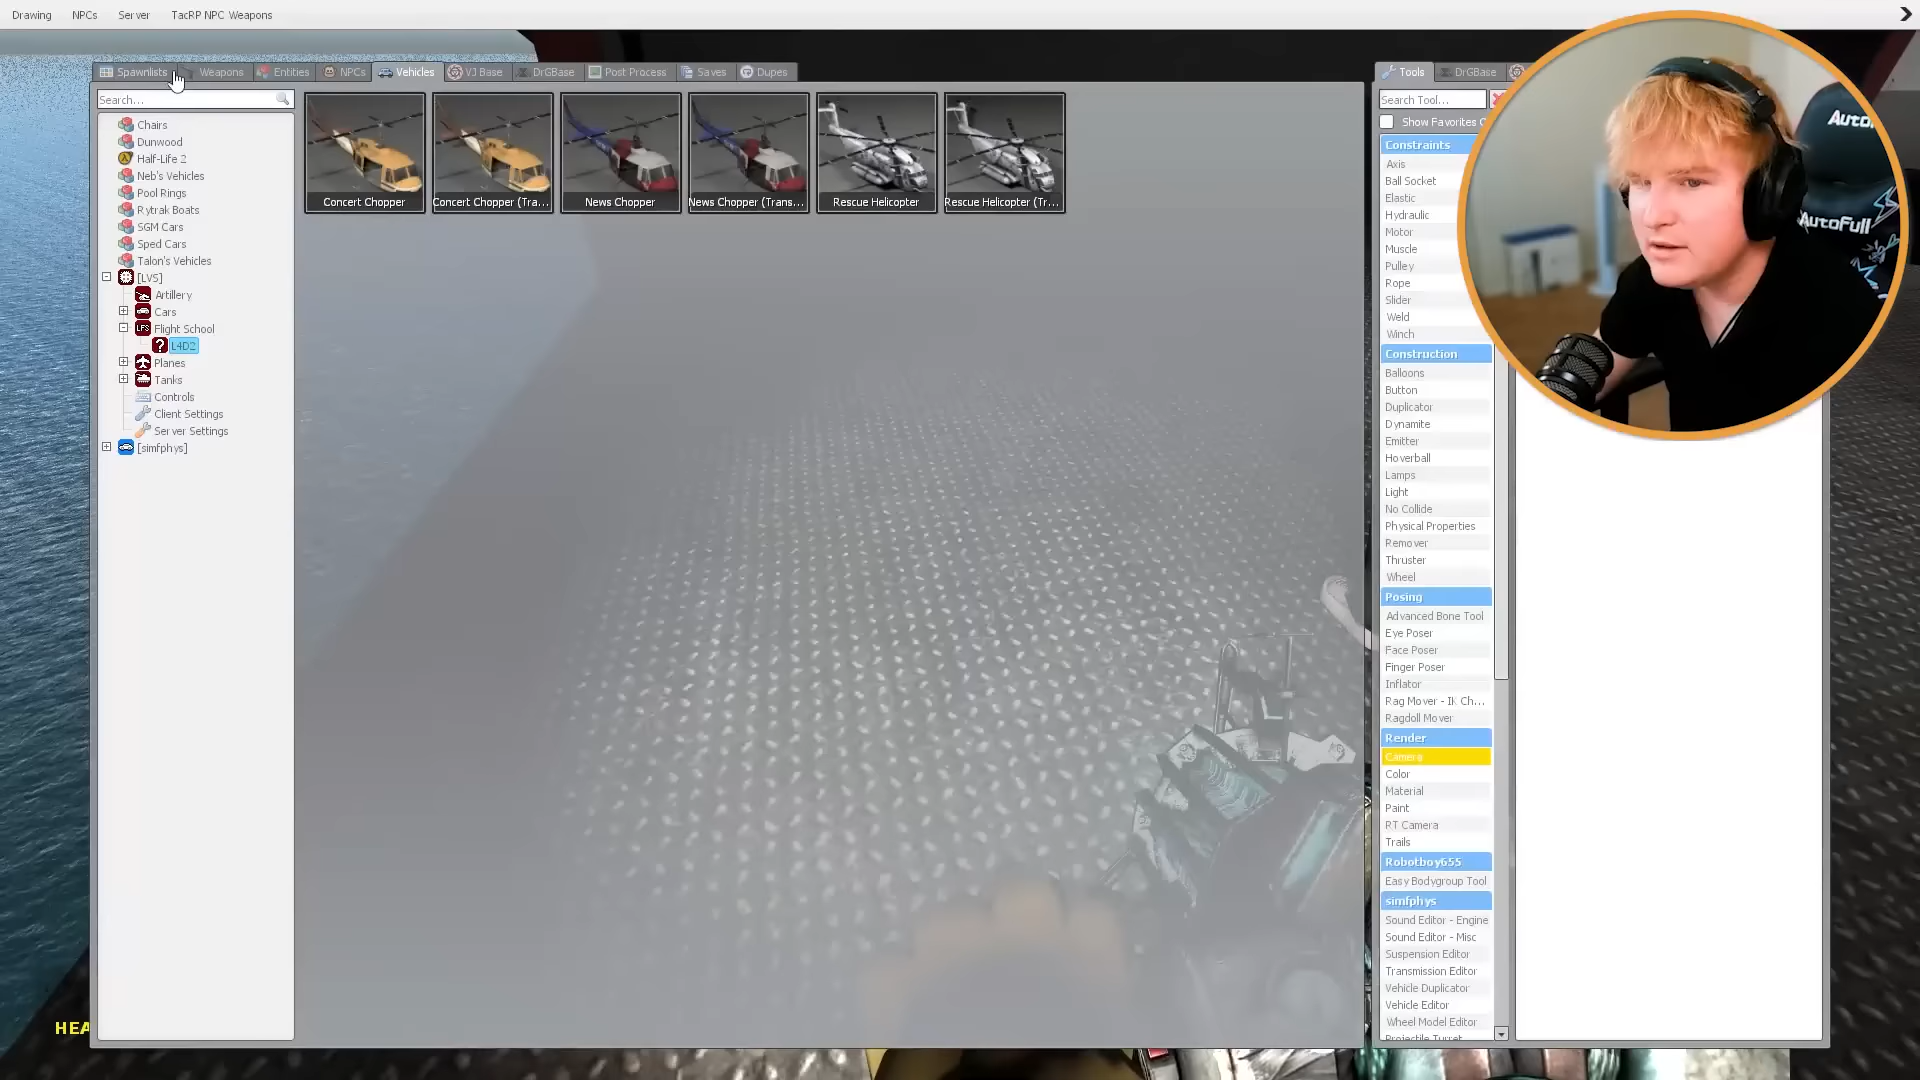 Drawing NPCs Server TacRP NPC Weapons
Spawnlists Weapons Entities NPCs Vehicles VJ Base DrGBase Post Process Saves Dupes
Search...
Chairs
Dunwood
Half-Life 2
Neb's Vehicles
Pool Rings
Rytrak Boats
SGM Cars
Sped Cars
Talon's Vehicles
[LVS]
Artillery
Cars
LFS Flight School
L4D2
Planes
Tanks
Controls
Client Settings
Server Settings
[simfphys]
Concert Chopper
Concert Chopper (Tra...
News Chopper
News Chopper (Trans...
Rescue Helicopter
Rescue Helicopter (Tr...
Tools DrGBase
Search Tool...
Show Favorites
Constraints
Axis
Ball Socket
Elastic
Hydraulic
Motor
Muscle
Pulley
Rope
Slider
Weld
Winch
Construction
Balloons
Button
Duplicator
Dynamite
Emitter
Hoverball
Lamps
Light
No Collide
Physical Properties
Remover
Thruster
Wheel
Posing
Advanced Bone Tool
Eye Poser
Face Poser
Finger Poser
Inflator
Rag Mover - IK Ch...
Ragdoll Mover
Render
Camera
Color
Material
Paint
RT Camera
Trails
Robotboy655
Easy Bodygroup Tool
simfphys
Sound Editor - Engine
Sound Editor - Misc
Suspension Editor
Transmission Editor
Vehicle Duplicator
Vehicle Editor
Wheel Model Editor
Projectile Turret
AutoFull
HEA